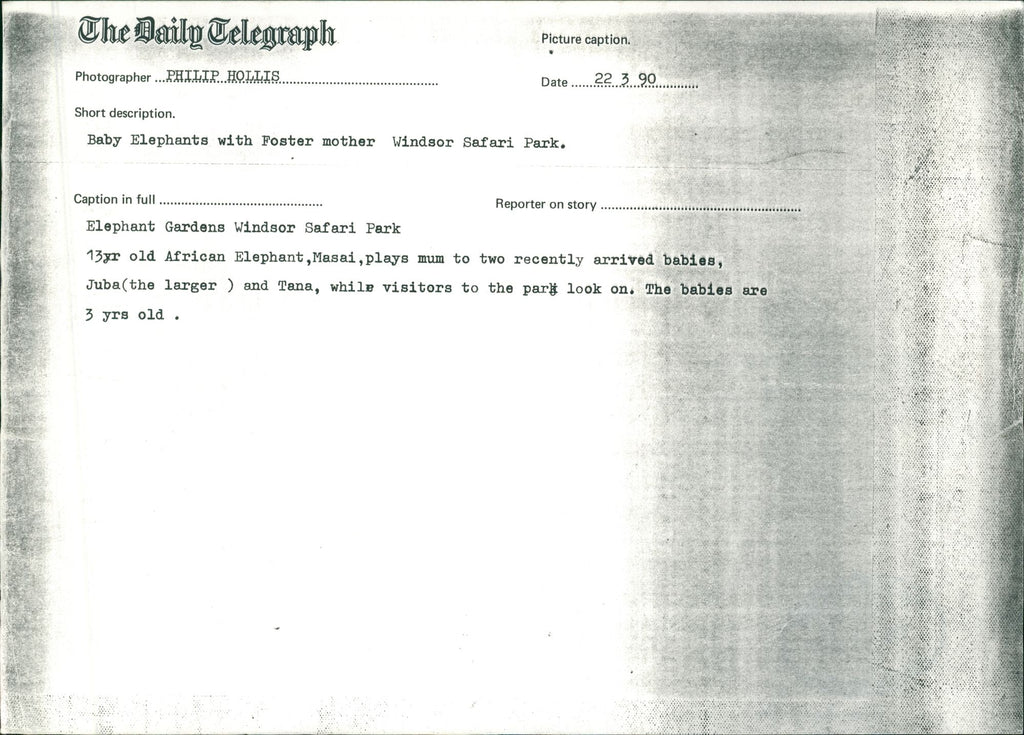 The Daily Telegraph
Picture caption.
Photographer ...PHILIP HOLLIS
Date ......22 3 90
Short description.
Baby Elephants with Foster mother Windsor Safari Park.
Caption in full
Reporter on story
Elephant Gardens Windsor Safari Park
13yr old African Elephant,Masai,plays mum to two recently arrived babies,
Juba(the larger ) and Tana, while visitors to the park look on. The babies are
3 yrs old .